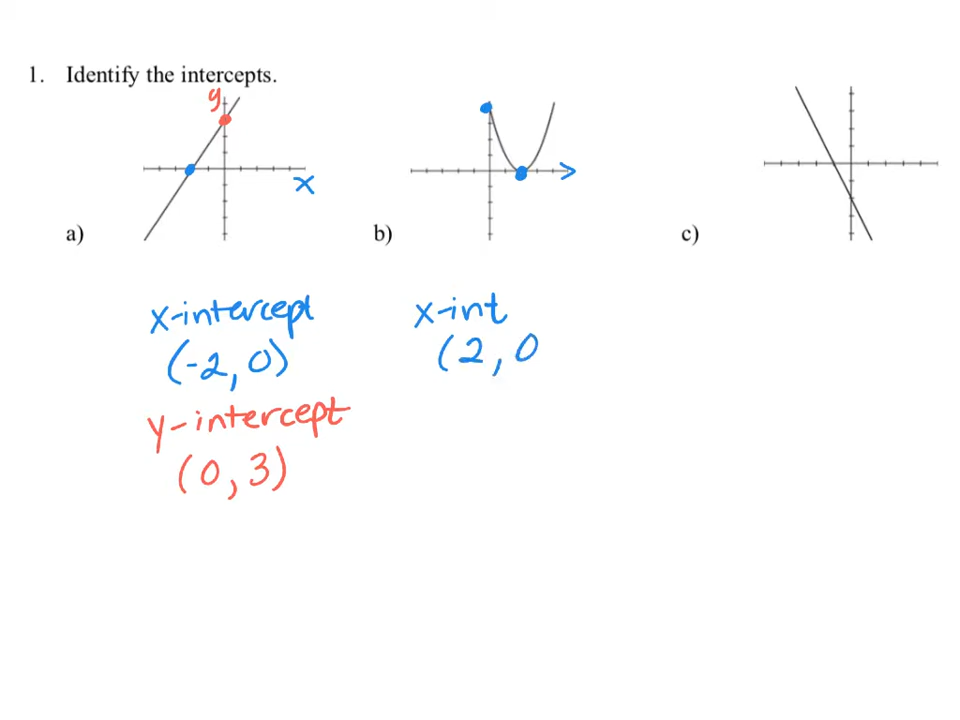 1. Identify the intercepts.
y
x
a)
b)
c)
x-intercept
(-2, 0)
y-intercept
(0, 3)
x-int
(2, 0